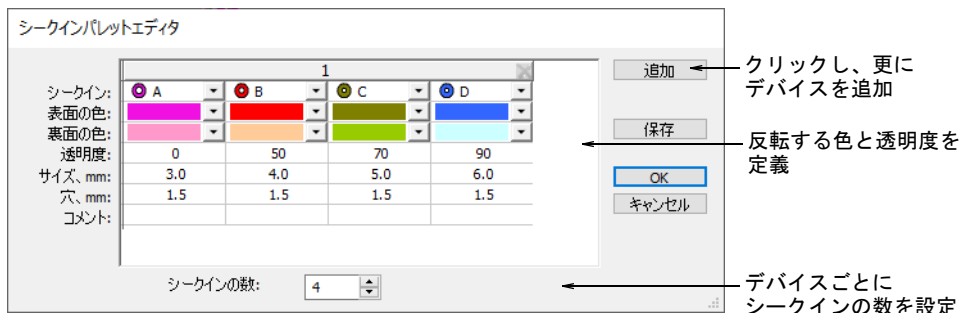 シークインパレットエディタ
1
シークイン: A B C D
表面の色:
裏面の色:
透明度: 0 50 70 90
サイズ、mm: 3.0 4.0 5.0 6.0
穴、mm: 1.5 1.5 1.5 1.5
コメント:
シークインの数: 4
追加
保存
OK
キャンセル
クリックし、更に
デバイスを追加
反転する色と透明度を
定義
デバイスごとに
シークインの数を設定